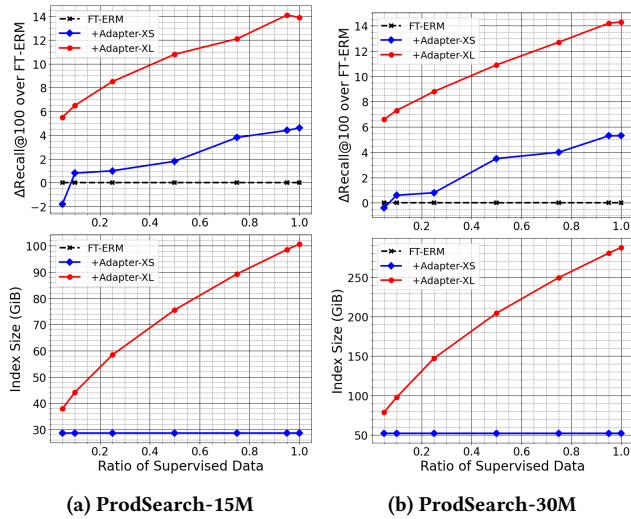 ΔRecall@100 over FT-ERM
14
12
10
8
6
4
2
0
−2
FT-ERM
+Adapter-XS
+Adapter-XL
0.2
0.4
0.6
0.8
1.0
ΔRecall@100 over FT-ERM
14
12
10
8
6
4
2
0
FT-ERM
+Adapter-XS
+Adapter-XL
0.2
0.4
0.6
0.8
1.0
Index Size (GiB)
100
90
80
70
60
50
40
30
FT-ERM
+Adapter-XS
+Adapter-XL
0.2
0.4
0.6
0.8
1.0
Ratio of Supervised Data
Index Size (GiB)
250
200
150
100
50
FT-ERM
+Adapter-XS
+Adapter-XL
0.2
0.4
0.6
0.8
1.0
Ratio of Supervised Data
(a) ProdSearch-15M
(b) ProdSearch-30M